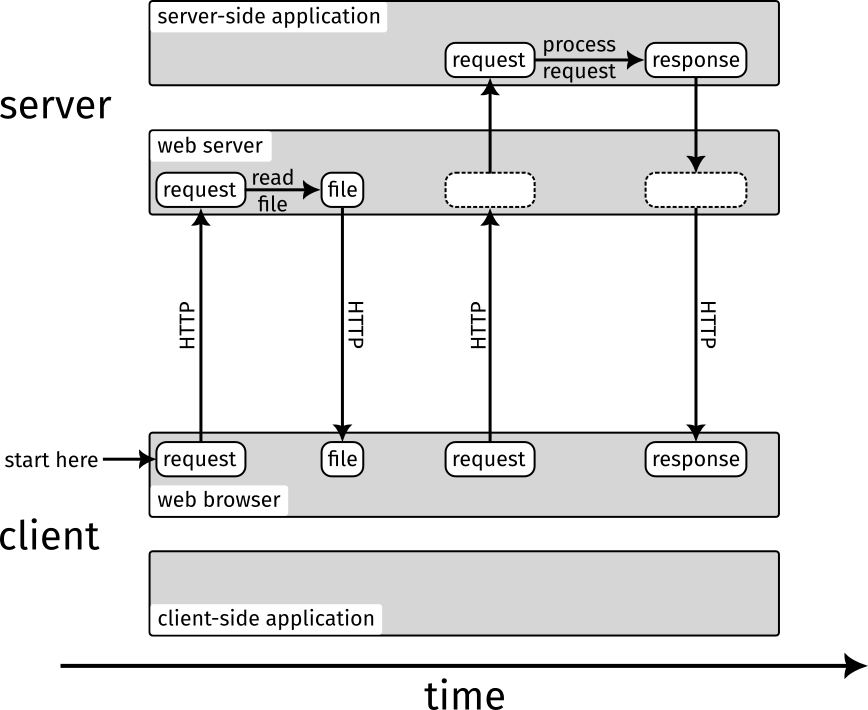 server-side application
request
process
request
response
server
web server
request
read
file
file
HTTP
HTTP
HTTP
HTTP
start here
request
file
request
response
web browser
client
client-side application
time